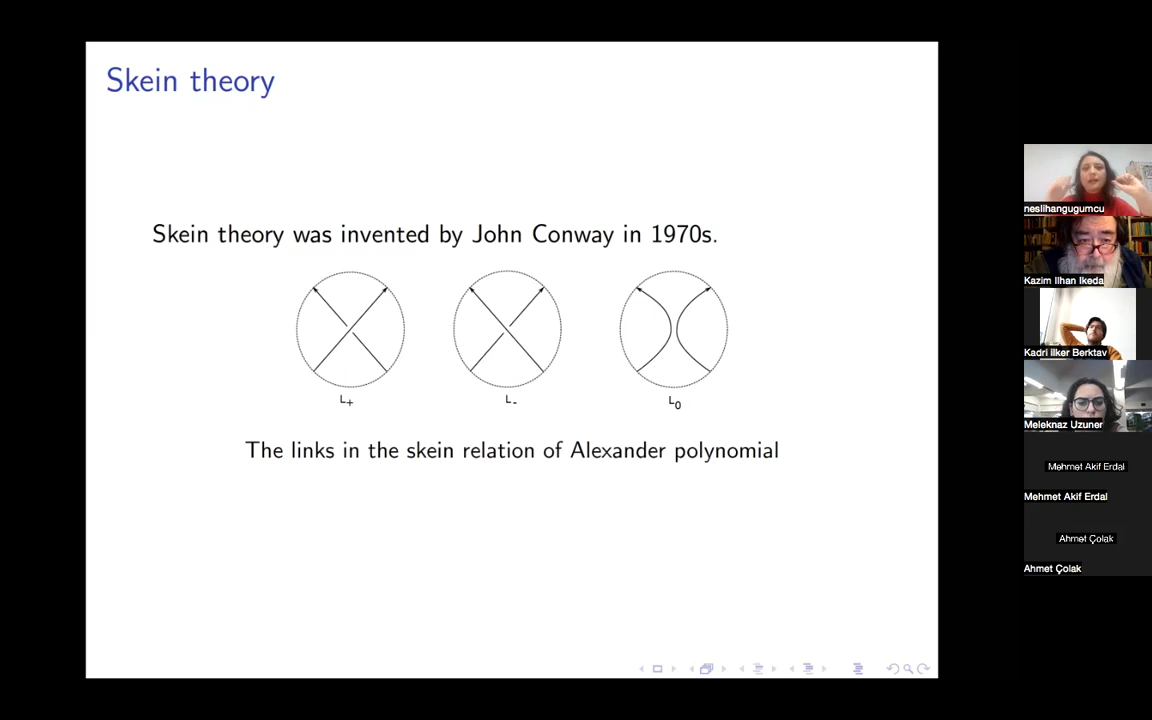 Skein theory
Skein theory was invented by John Conway in 1970s.
L+
L-
L0
The links in the skein relation of Alexander polynomial
neslihangugumcu
Kazim Ilhan Ikeda
Kadri ilker Berktav
Meleknaz Uzuner
Mehmet Akif Erdal
Mehmet Akif Erdal
Ahmet Çolak
Ahmet Çolak